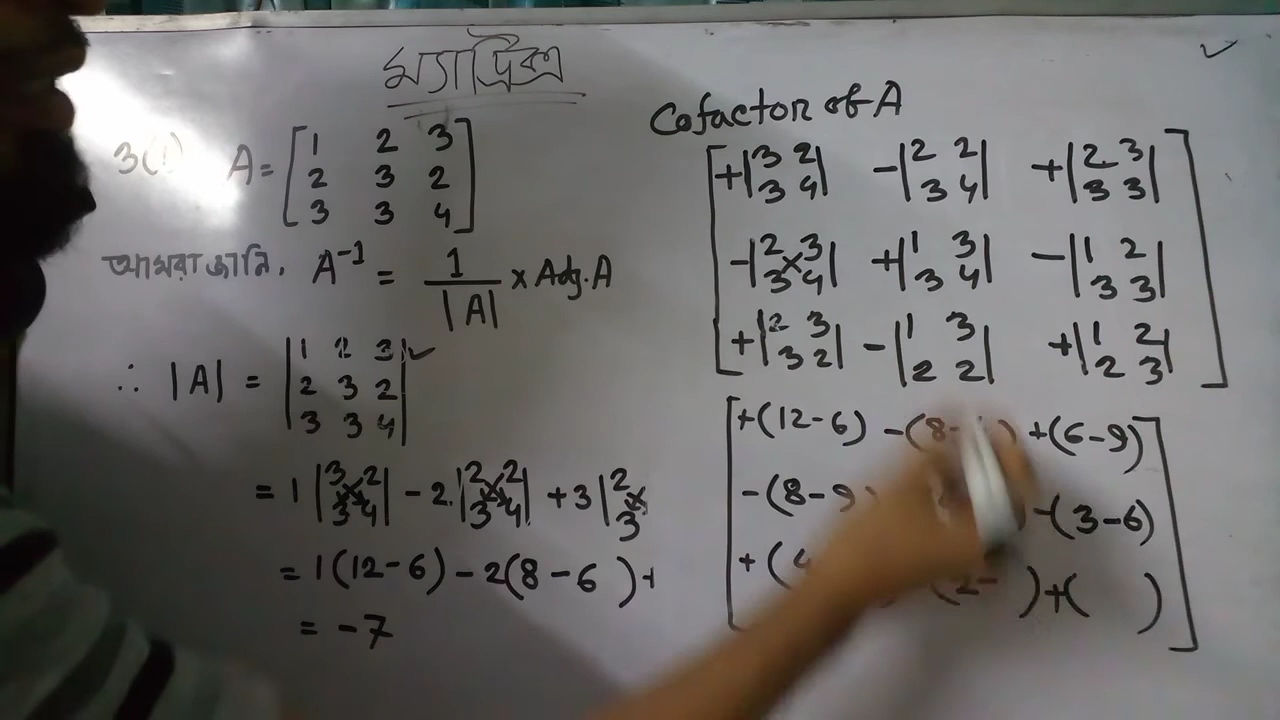 ম্যাট্রিক্স
3(i) A = [1 2 3
2 3 2
3 3 4]
আমরা জানি, A⁻¹ = 1/|A| × Adj.A
∴ |A| = |1 2 3| ✓
|2 3 2|
|3 3 4|
= 1 |3 2; 3 4| - 2.|2 2; 3 4| + 3|2
3
= 1(12-6) - 2(8-6) +
= -7
Cofactor of A
[+|3 2; 3 4| -|2 2; 3 4| +|2 3; 3 3|
-|2 3; 3 4| +|1 3; 3 4| -|1 2; 3 3|
+|2 3; 3 2| -|1 3; 2 2| +|1 2; 2 3|]
[+(12-6) -(8- ) +(6-9)
-(8-9) -(3-6)
+(4 (2- ) +( )]